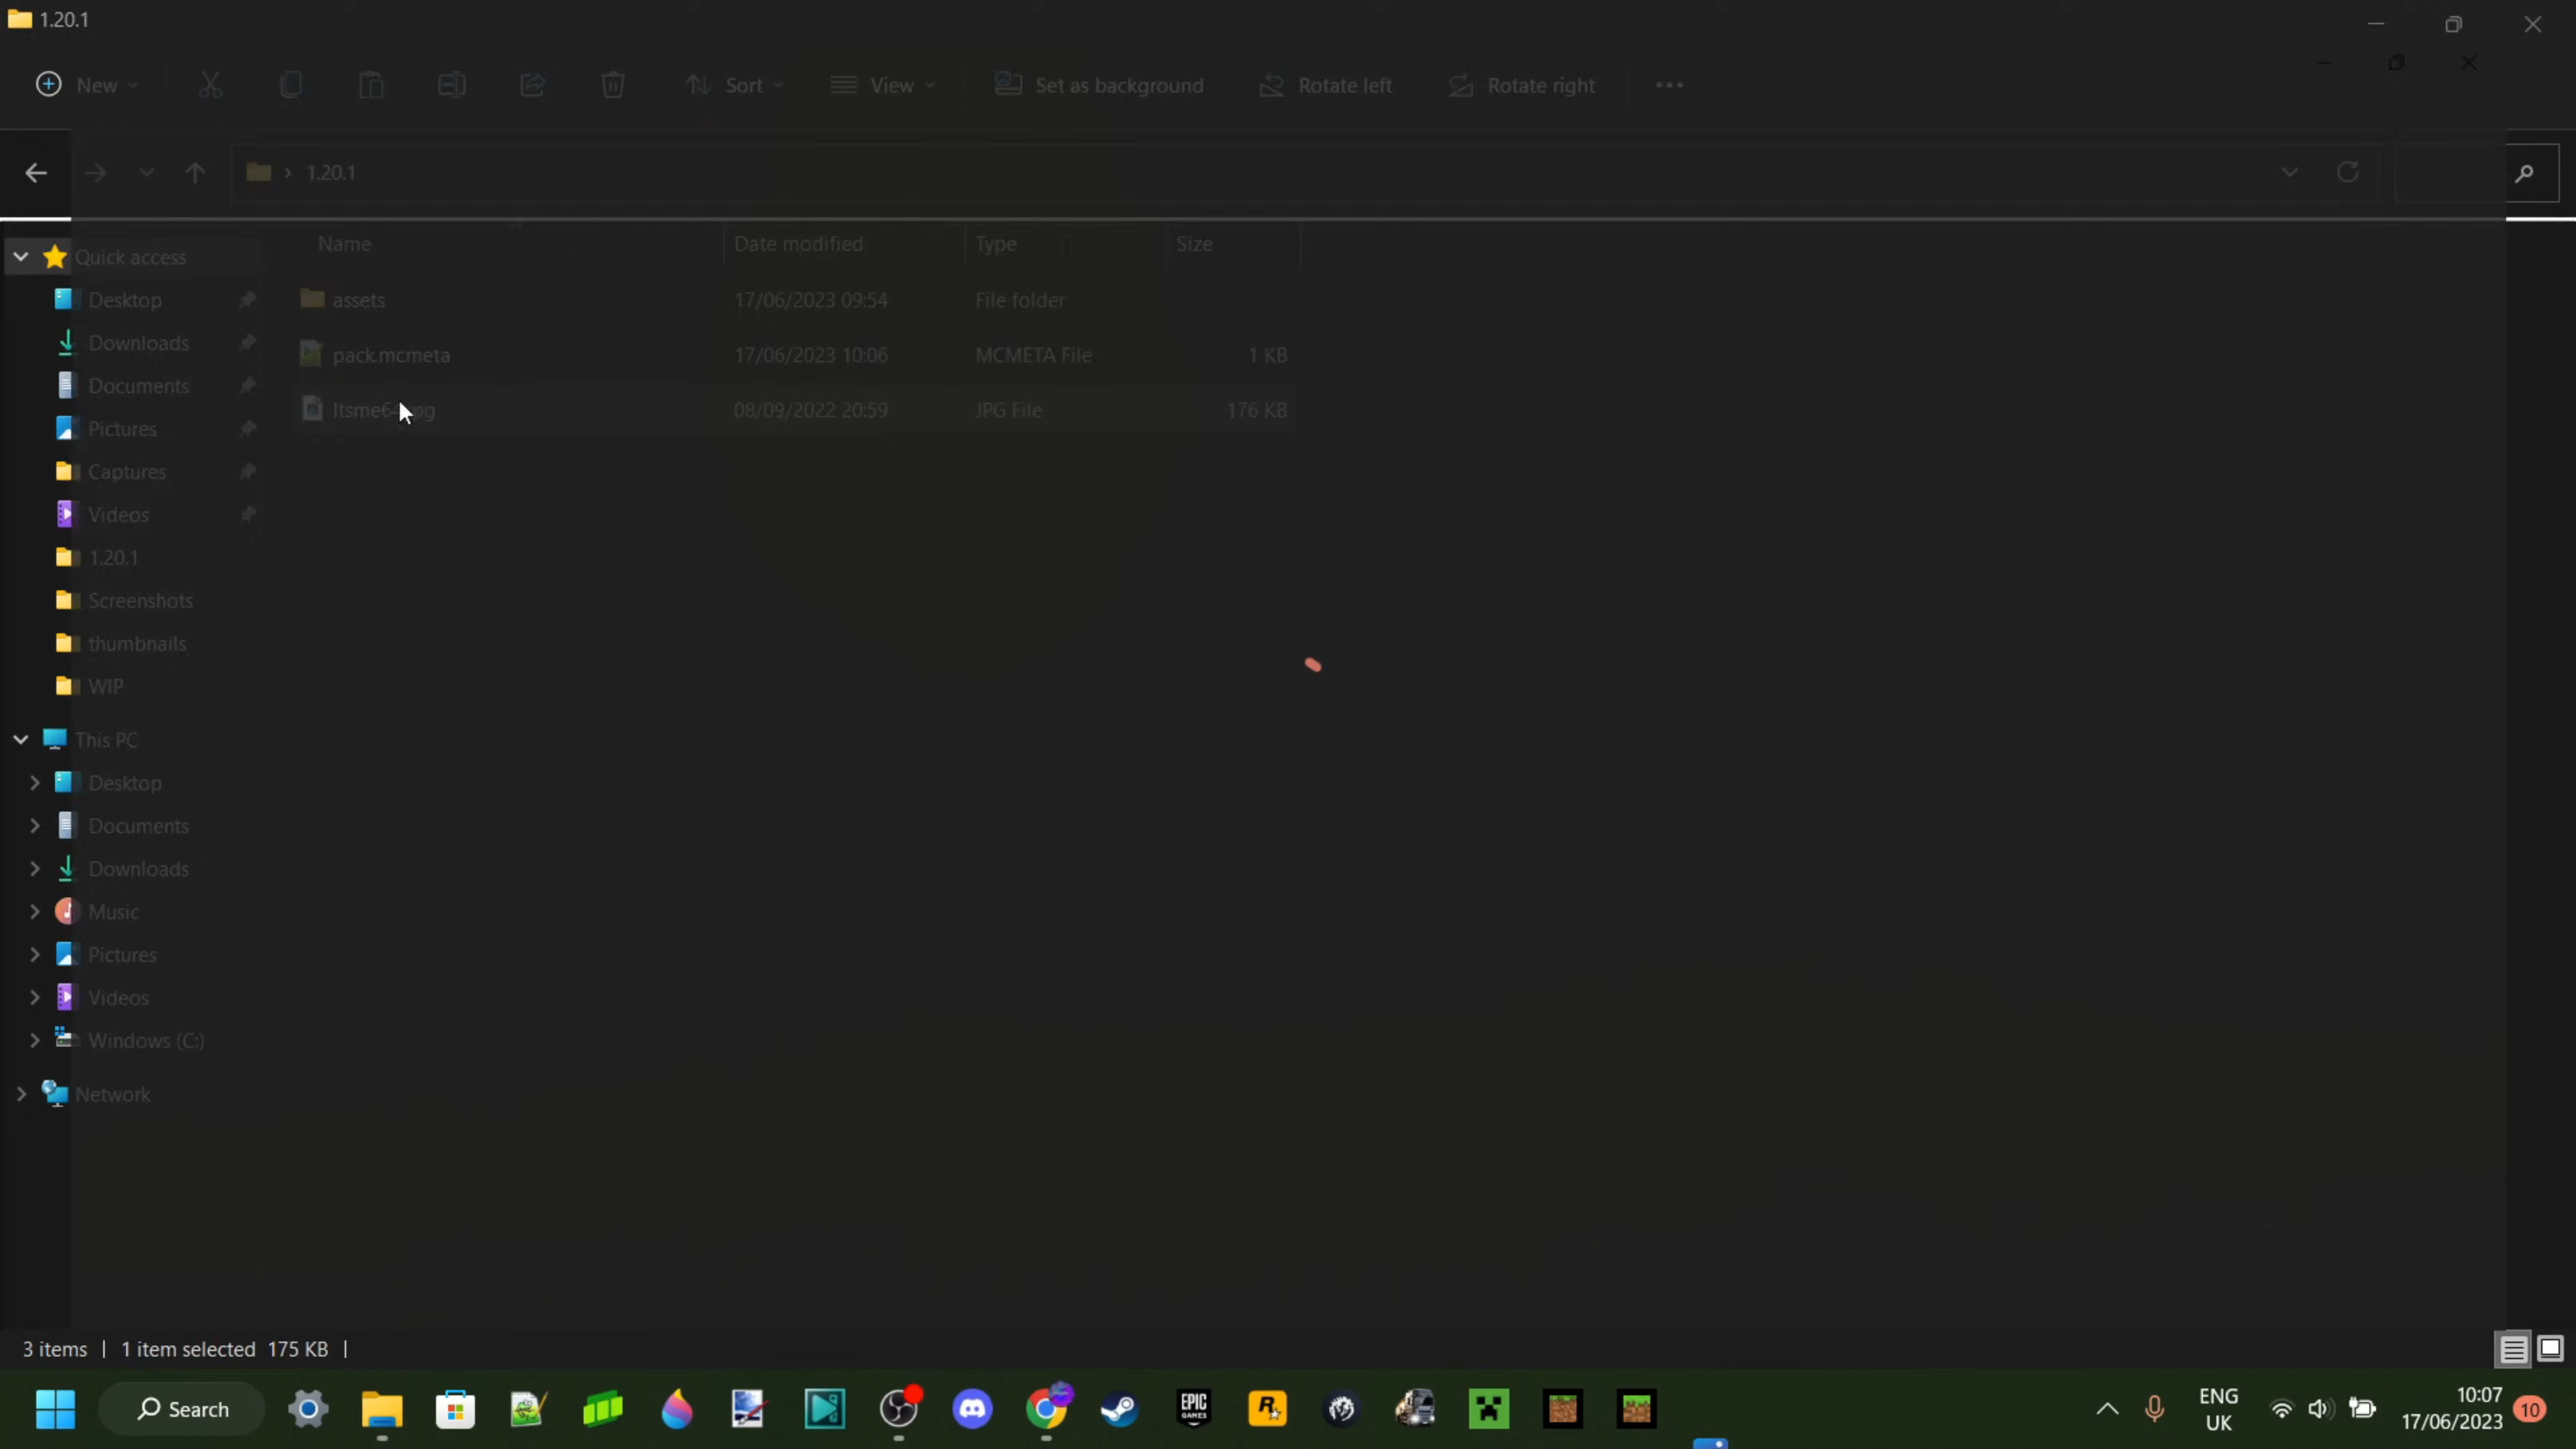 1.20.1
New
Sort
View
Set as background
Rotate left
Rotate right
1.20.1
Name Date modified Type Size
assets 17/06/2023 09:54 File folder
pack.mcmeta 17/06/2023 10:06 MCMETA File 1 KB
08/09/2022 20:59 JPG File 176 KB
Quick access
Desktop
Downloads
Documents
Pictures
Captures
Videos
1.20.1
Screenshots
thumbnails
WIP
This PC
Desktop
Documents
Downloads
Music
Pictures
Videos
Windows (C:)
Network
3 items | 1 item selected 175 KB |
Search
EPIC
GAMES
R
ENG
UK
10:07
17/06/2023
10